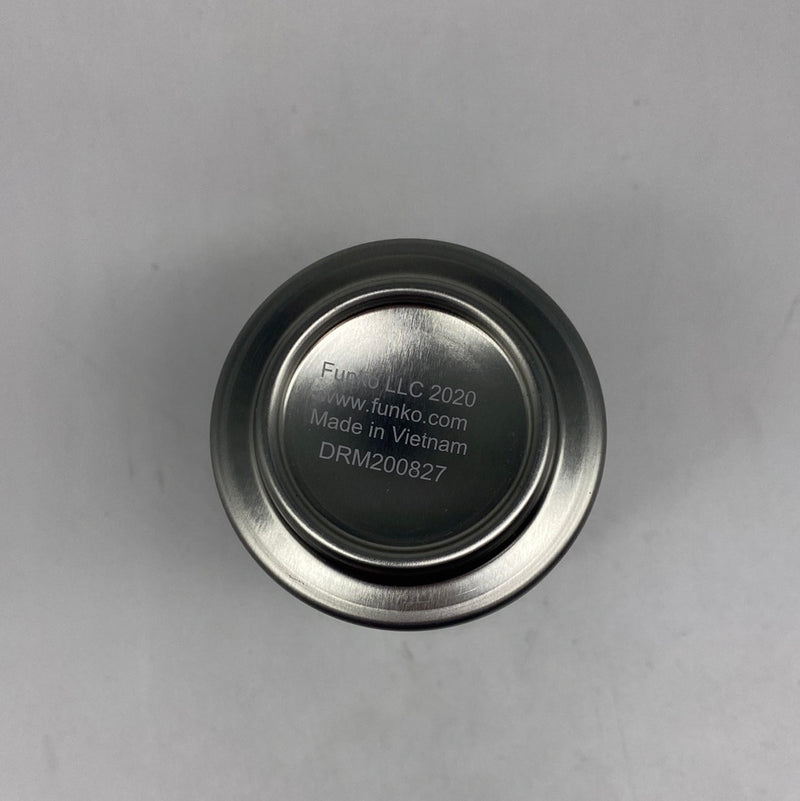 Funko LLC 2020
www.funko.com
Made in Vietnam
DRM200827